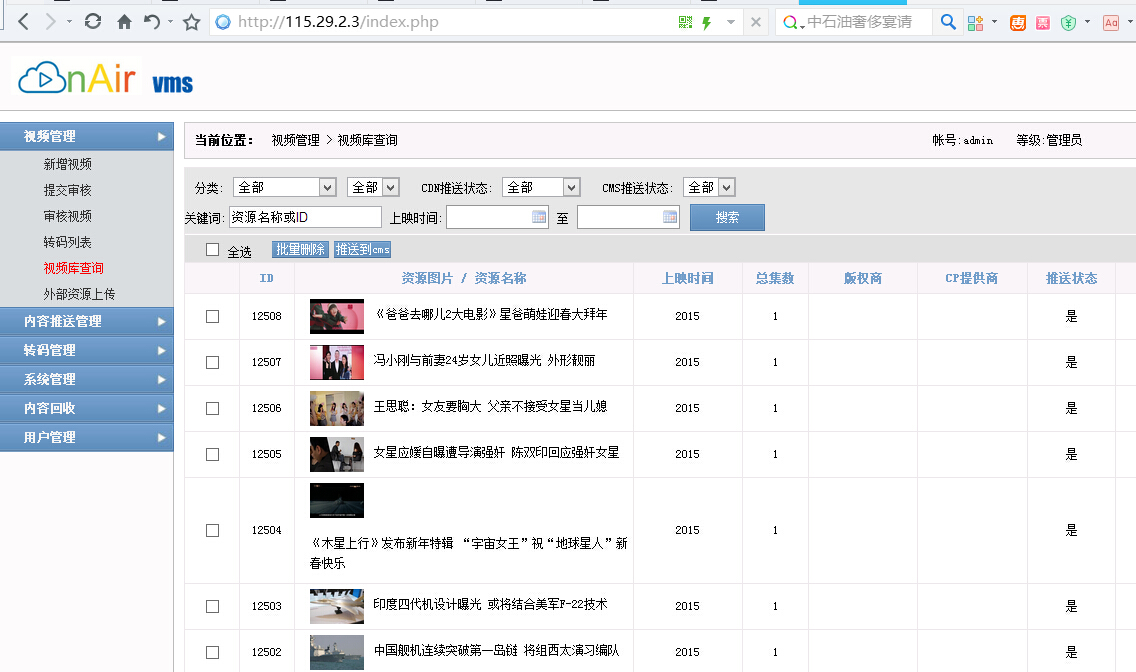 http://115.29.2.3/index.php
中石油奢侈宴请
惠
票
Aa
nAir vms
视频管理
新增视频
提交审核
审核视频
转码列表
视频库查询
外部资源上传
内容推送管理
转码管理
系统管理
内容回收
用户管理
当前位置: 视频管理 > 视频库查询 帐号:admin 等级:管理员
分类: 全部 全部 CDN推送状态: 全部 CMS推送状态: 全部
关键词: 资源名称或ID 上映时间: 至 搜索
全选 批量删除 推送到cms
ID 资源图片 / 资源名称 上映时间 总集数 版权商 CP提供商 推送状态
12508 《爸爸去哪儿2大电影》星爸萌娃迎春大拜年 2015 1 是
12507 冯小刚与前妻24岁女儿近照曝光 外形靓丽 2015 1 是
12506 王思聪：女友要胸大 父亲不接受女星当儿媳 2015 1 是
12505 女星应媛自曝遭导演强奸 陈双印回应强奸女星 2015 1 是
12504 《木星上行》发布新年特辑 “宇宙女王”祝“地球星人”新
春快乐 2015 1 是
12503 印度四代机设计曝光 或将结合美军F-22技术 2015 1 是
12502 中国舰机连续突破第一岛链 将组西太演习编队 2015 1 是